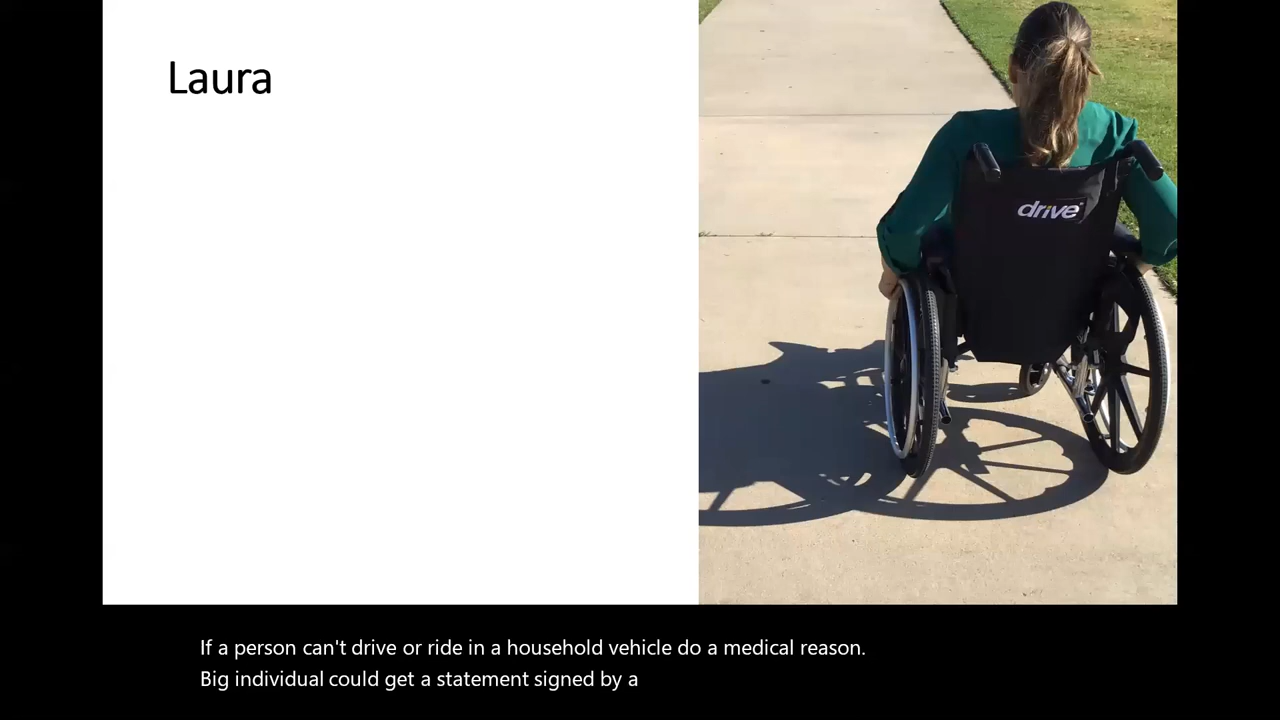 Laura
drive
If a person can't drive or ride in a household vehicle do a medical reason.
Big individual could get a statement signed by a